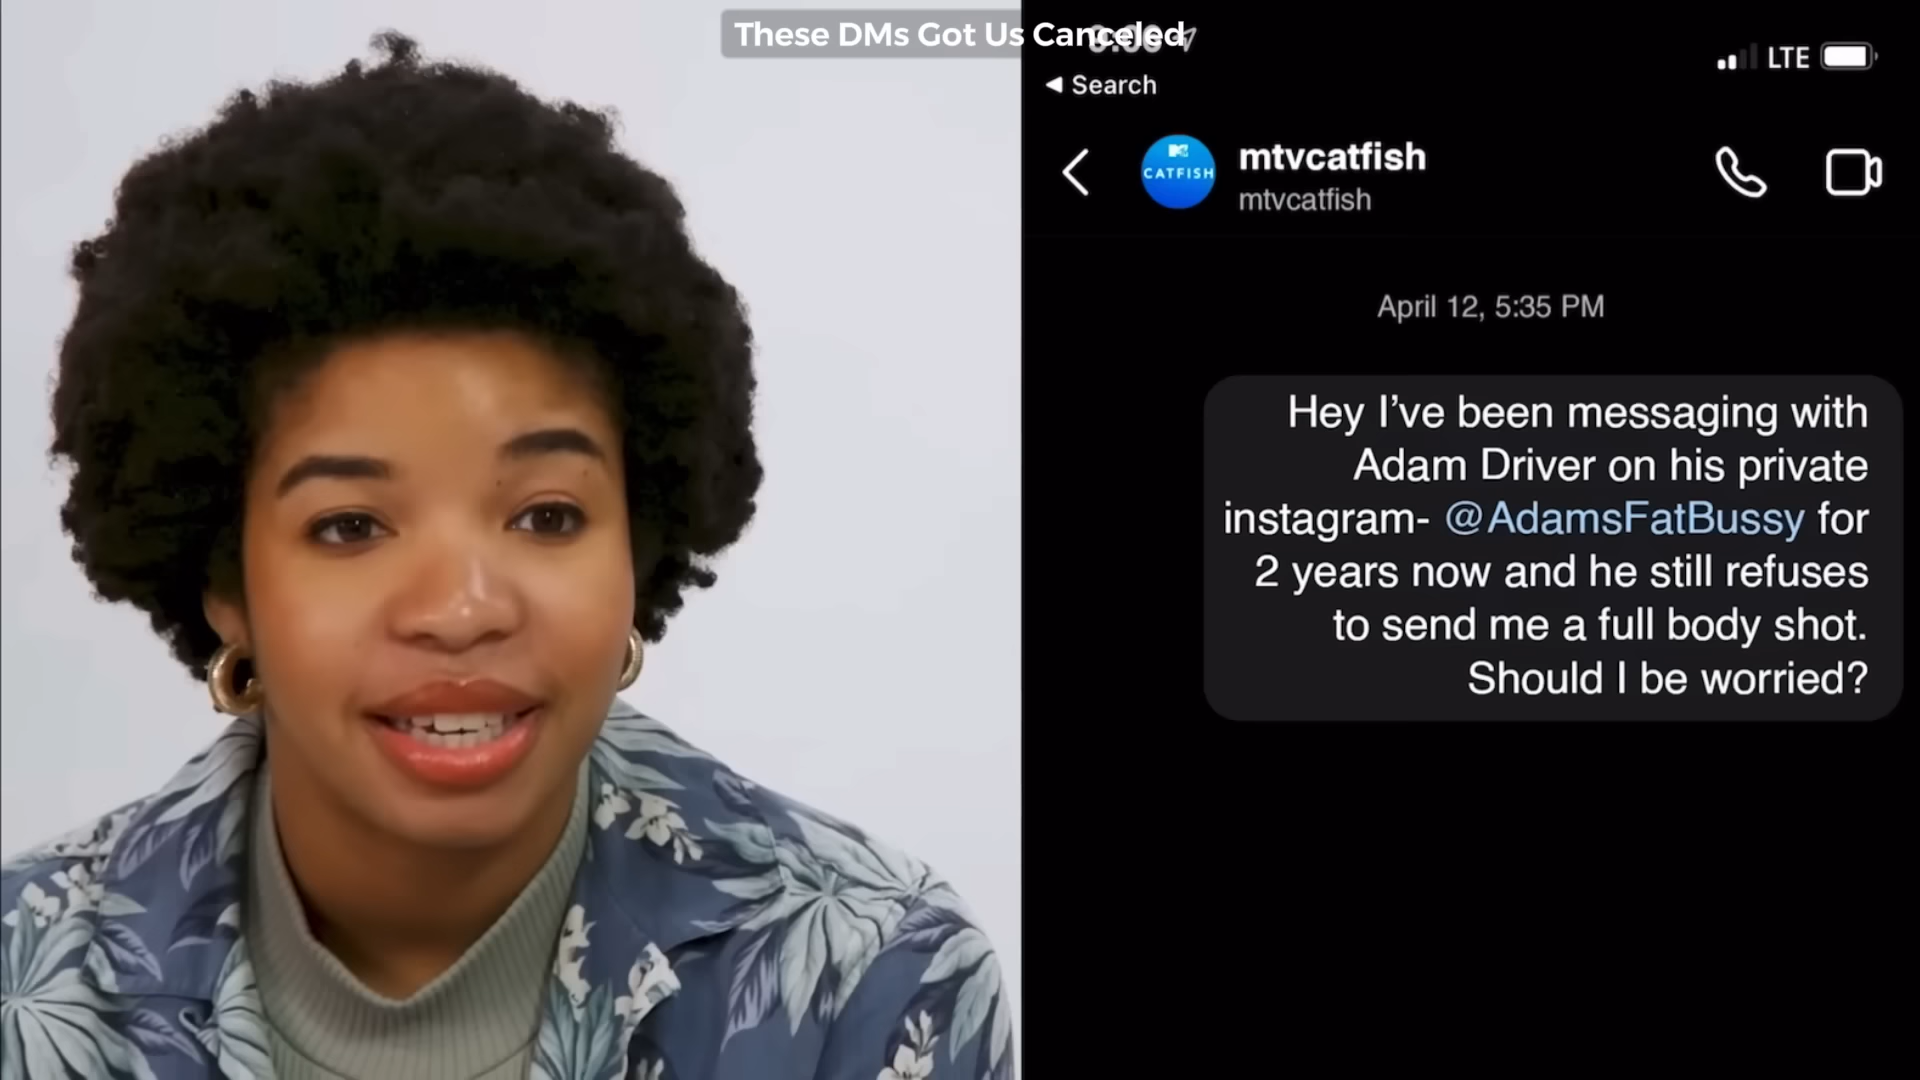 These DMs Got Us Canceled
LTE
Search
CATFISH
mtvcatfish
mtvcatfish
April 12, 5:35 PM
Hey I’ve been messaging with
Adam Driver on his private
instagram- @AdamsFatBussy for
2 years now and he still refuses
to send me a full body shot.
Should I be worried?